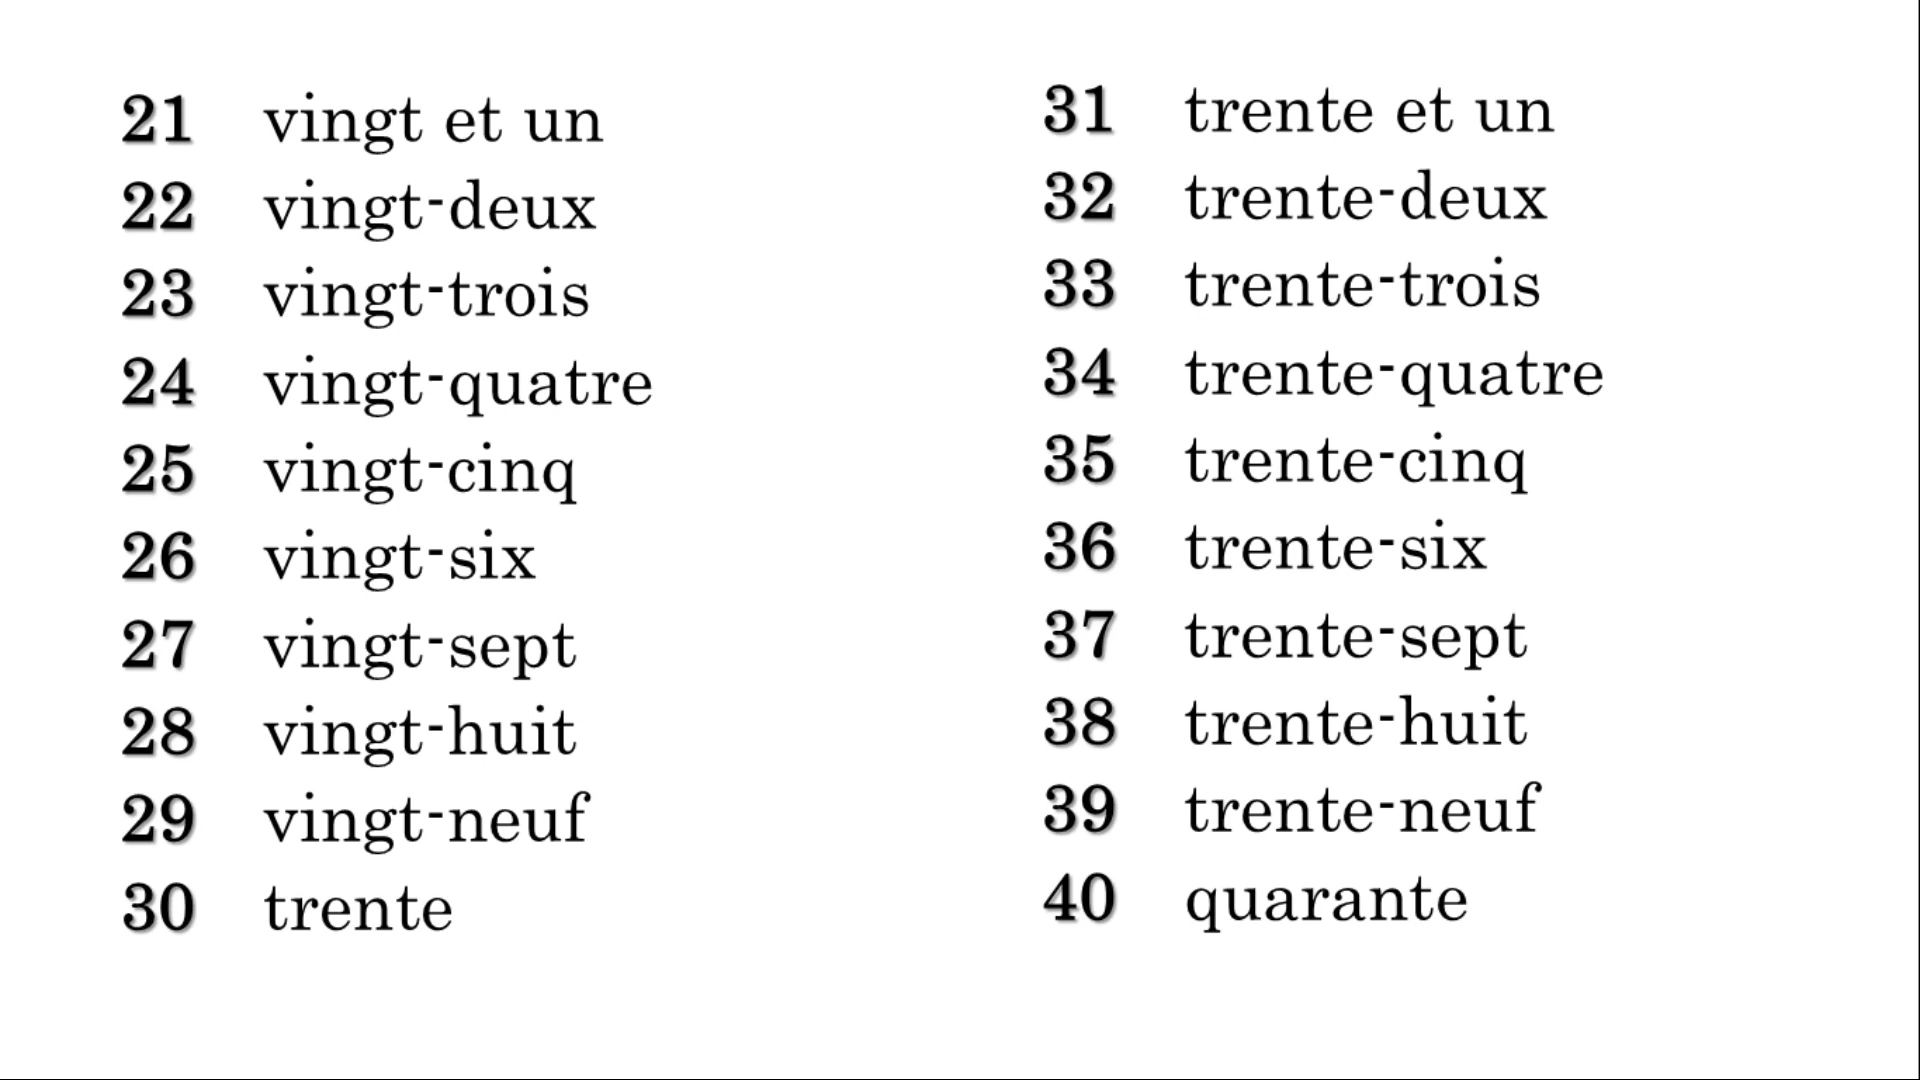 21 vingt et un
22 vingt-deux
23 vingt-trois
24 vingt-quatre
25 vingt-cinq
26 vingt-six
27 vingt-sept
28 vingt-huit
29 vingt-neuf
30 trente
31 trente et un
32 trente-deux
33 trente-trois
34 trente-quatre
35 trente-cinq
36 trente-six
37 trente-sept
38 trente-huit
39 trente-neuf
40 quarante